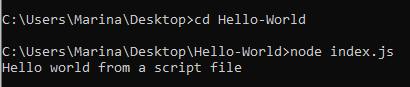 C:\Users\Marina\Desktop>cd Hello-World
C:\Users\Marina\Desktop\Hello-World>node index.js
Hello world from a script file